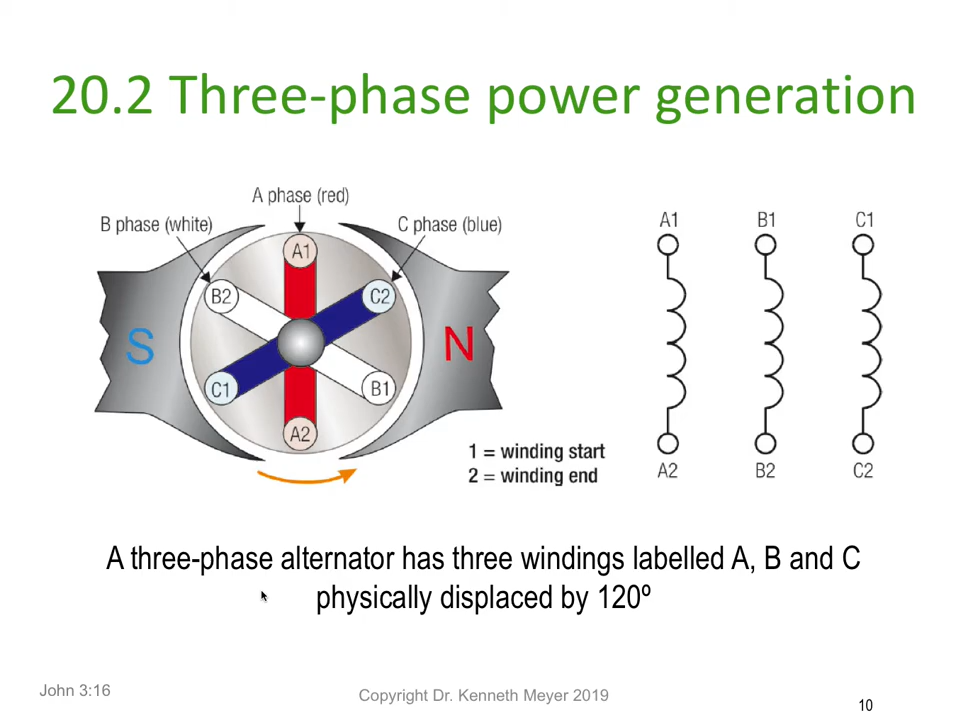 20.2 Three-phase power generation
A phase (red)
B phase (white)
C phase (blue)
A1
B2
C2
S
N
C1
B1
A2
1 = winding start
2 = winding end
A1 B1 C1
A2 B2 C2
A three-phase alternator has three windings labelled A, B and C
physically displaced by 120º
John 3:16
Copyright Dr. Kenneth Meyer 2019
10